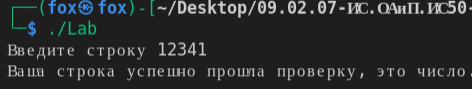 ┌──(fox㉿fox)-[~/Desktop/09.02.07-ИС.ОАиП.ИС50-
└─$ ./Lab
Введите строку 12341
Ваша строка успешно прошла проверку, это число.